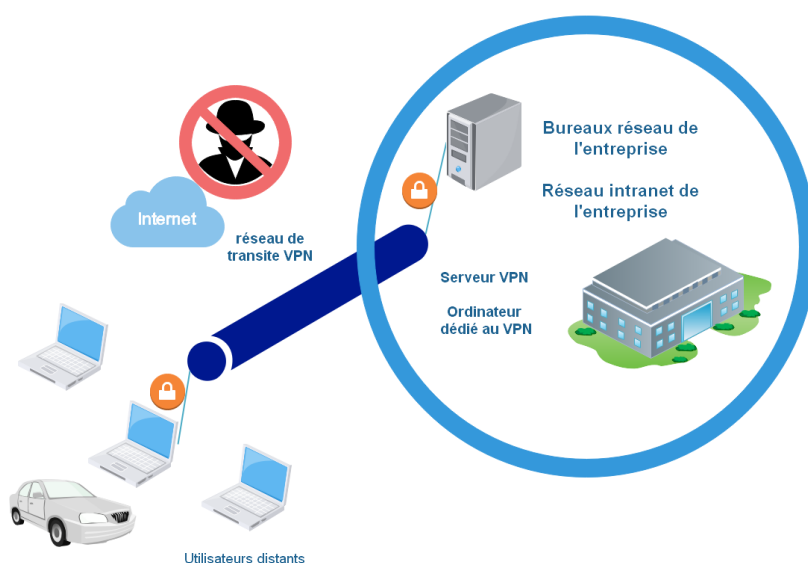 Bureaux réseau de
l'entreprise
Réseau intranet de
l'entreprise
Internet
réseau de
transite VPN
Serveur VPN
Ordinateur
dédié au VPN
Utilisateurs distants